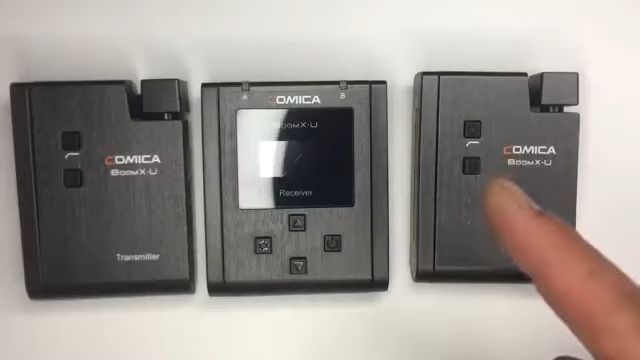 COMICA
BoomX-U
Transmitter
A
B
COMICA
BoomX-U
Receiver
COMICA
BoomX-U